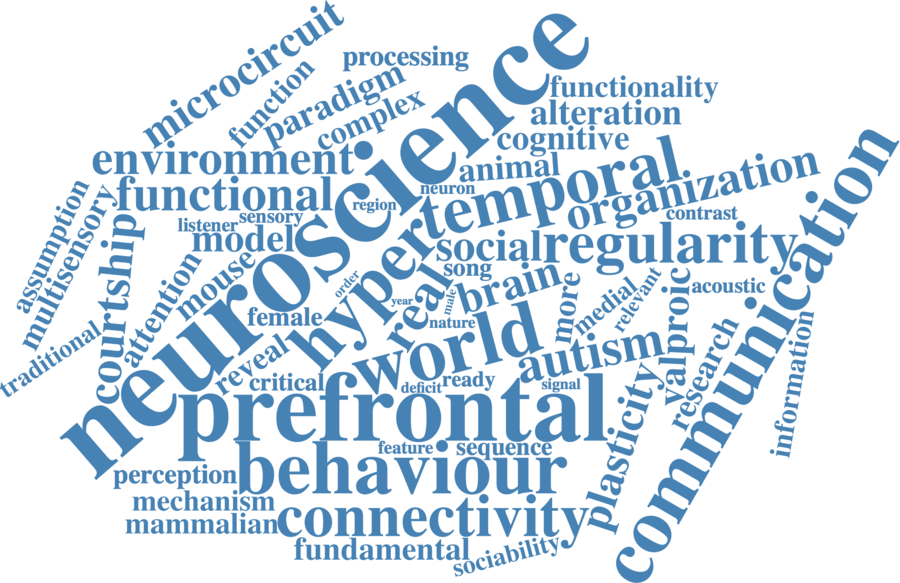 microcircuit
processing
function
paradigm
complex
neuroscience
functionality
alteration
cognitive
environment
animal
temporal
organization
functional
neuron
region
contrast
assumption
multisensory
courtship
listener
sensory
model
hyper
social
regularity
communication
attention
mouse
song
brain
real
order
year
male
more
medial
relevant
valproic
acoustic
female
nature
world
traditional
reveal
critical
deficit
ready
autism
signal
research
information
prefrontal
plasticity
feature
sequence
perception
behaviour
mechanism
mammalian
connectivity
fundamental
sociability